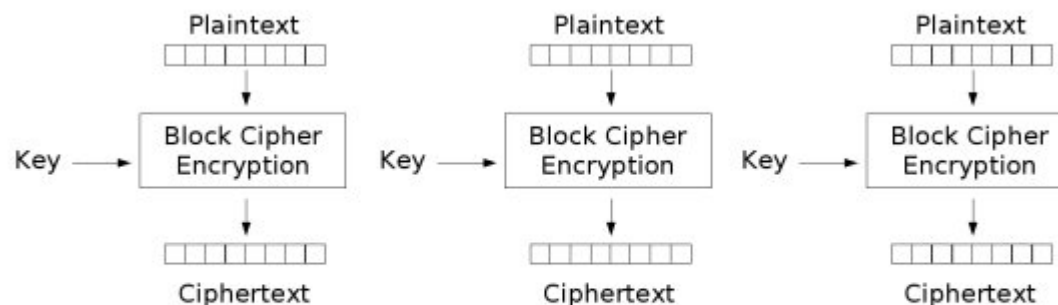 Plaintext Plaintext Plaintext
Block Cipher Encryption Block Cipher Encryption Block Cipher Encryption
Key Key Key
Ciphertext Ciphertext Ciphertext